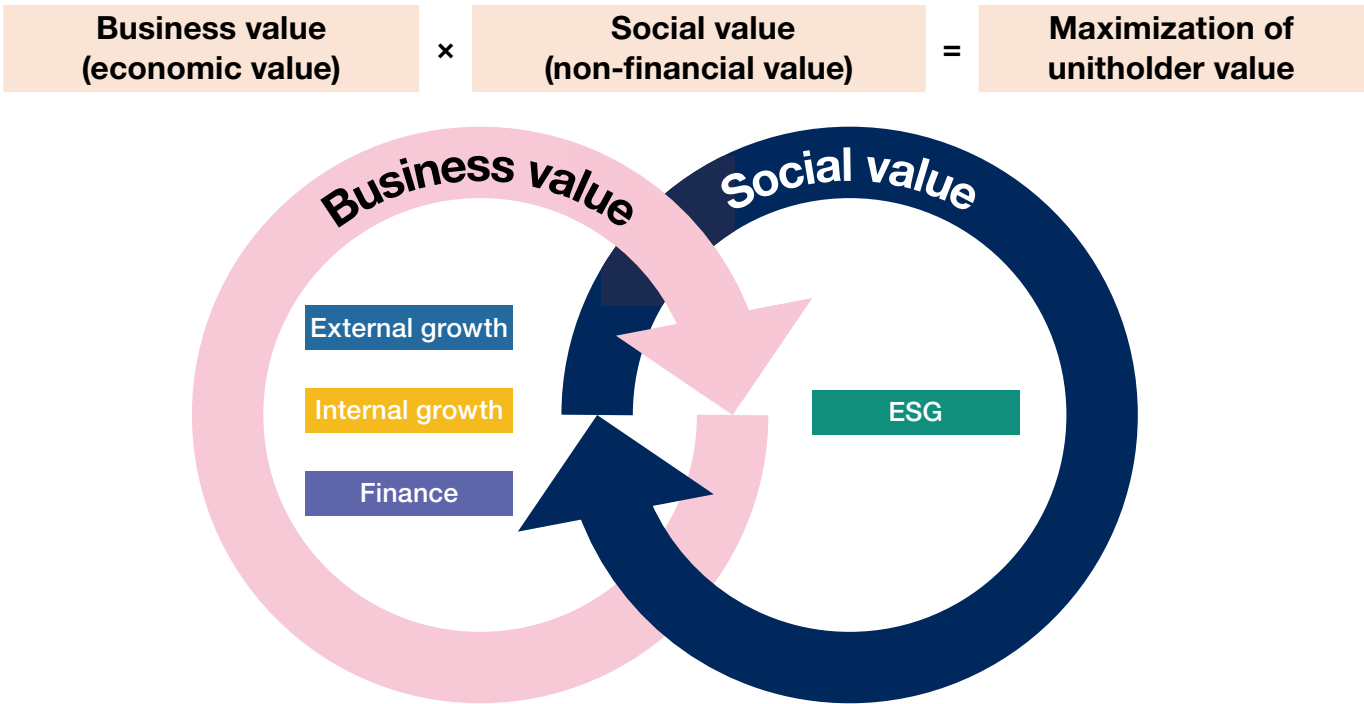 Business value
(economic value)
×
Social value
(non-financial value)
=
Maximization of
unitholder value
Business value
Social value
External growth
Internal growth
Finance
ESG